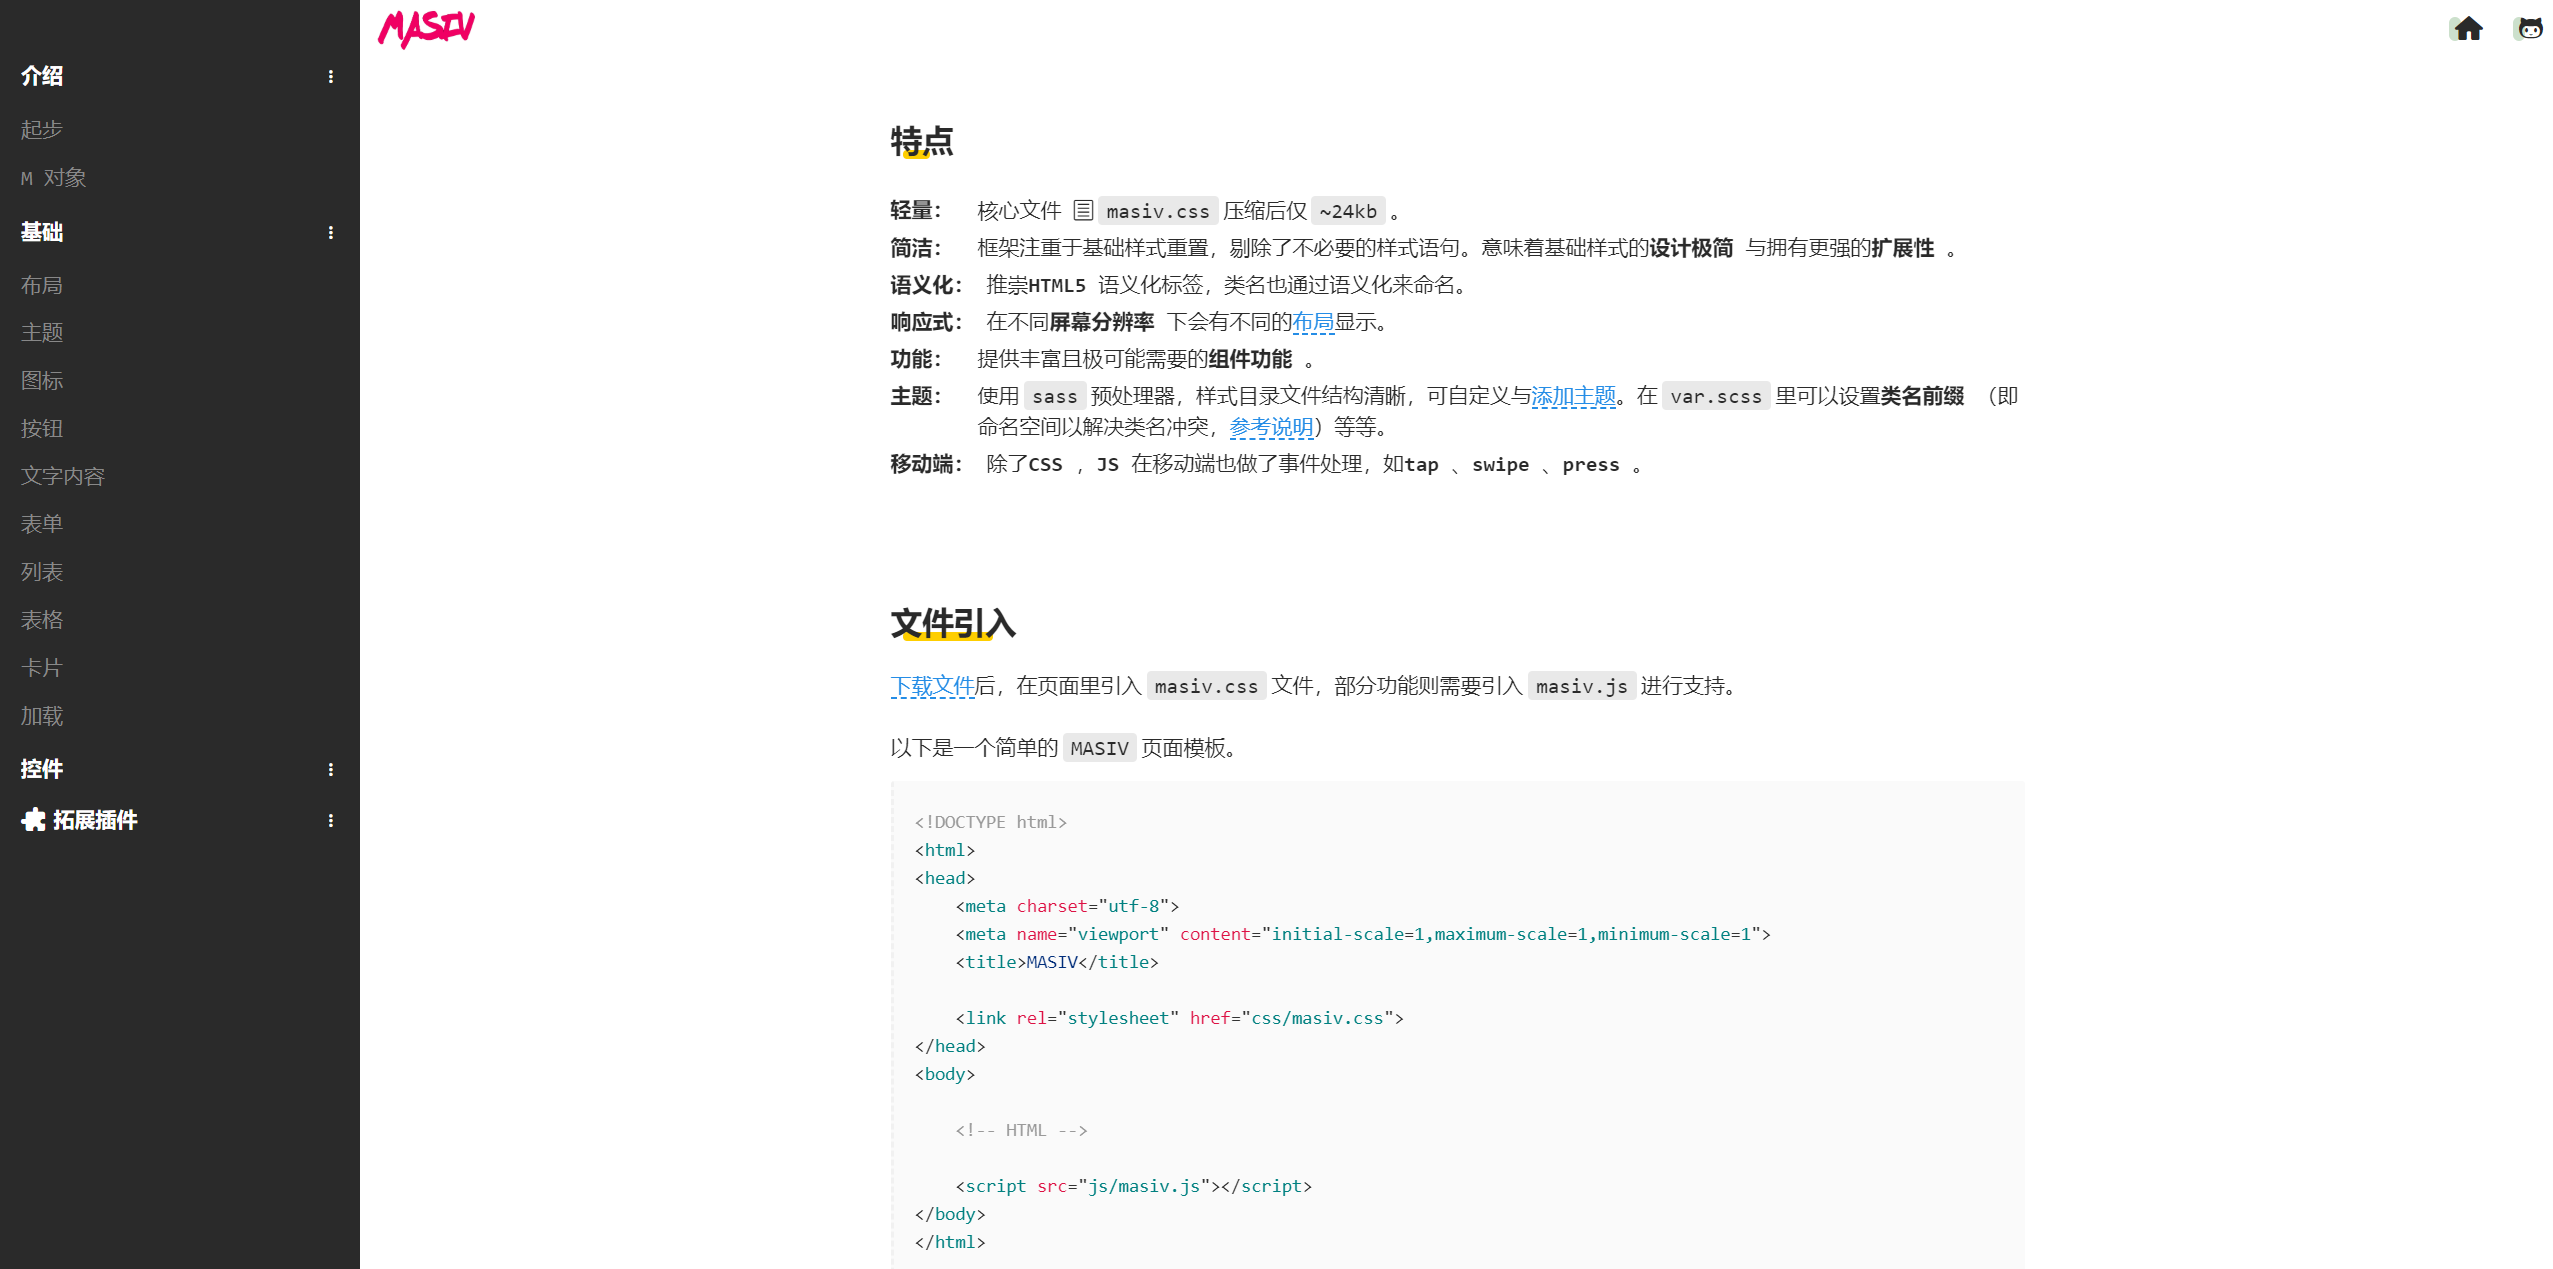 MASIV
介绍
起步
M 对象
基础
布局
主题
图标
按钮
文字内容
表单
列表
表格
卡片
加载
控件
拓展插件
特点
轻量： 核心文件 masiv.css 压缩后仅 ~24kb 。
简洁： 框架注重于基础样式重置，剔除了不必要的样式语句。意味着基础样式的设计极简 与拥有更强的扩展性 。
语义化： 推崇HTML5 语义化标签，类名也通过语义化来命名。
响应式： 在不同屏幕分辨率 下会有不同的布局显示。
功能： 提供丰富且极可能需要的组件功能 。
主题： 使用 sass 预处理器，样式目录文件结构清晰，可自定义与添加主题。在 var.scss 里可以设置类名前缀 （即
命名空间以解决类名冲突，参考说明）等等。
移动端： 除了CSS ，JS 在移动端也做了事件处理，如tap 、swipe 、press 。
文件引入
下载文件后，在页面里引入 masiv.css 文件，部分功能则需要引入 masiv.js 进行支持。
以下是一个简单的 MASIV 页面模板。
<!DOCTYPE html>
<html>
<head>
    <meta charset="utf-8">
    <meta name="viewport" content="initial-scale=1,maximum-scale=1,minimum-scale=1">
    <title>MASIV</title>
    <link rel="stylesheet" href="css/masiv.css">
</head>
<body>
    <!-- HTML -->
    <script src="js/masiv.js"></script>
</body>
</html>